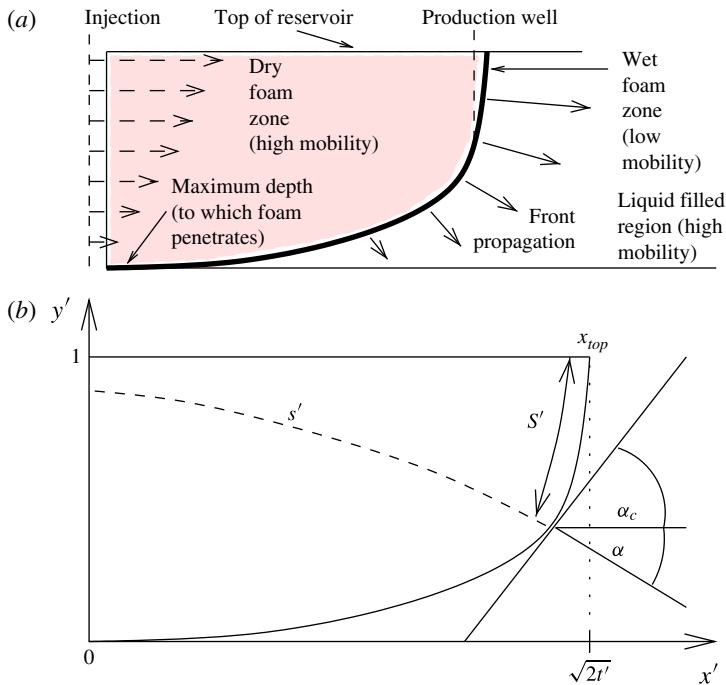 (a)
Injection
Top of reservoir
Production well
Dry
foam
zone
(high mobility)
Wet
foam
zone
(low
mobility)
Maximum depth
(to which foam
penetrates)
Front
propagation
Liquid filled
region (high
mobility)
(b)
y′
1
x_top
s′
S′
α_c
α
0
√2t′
x′